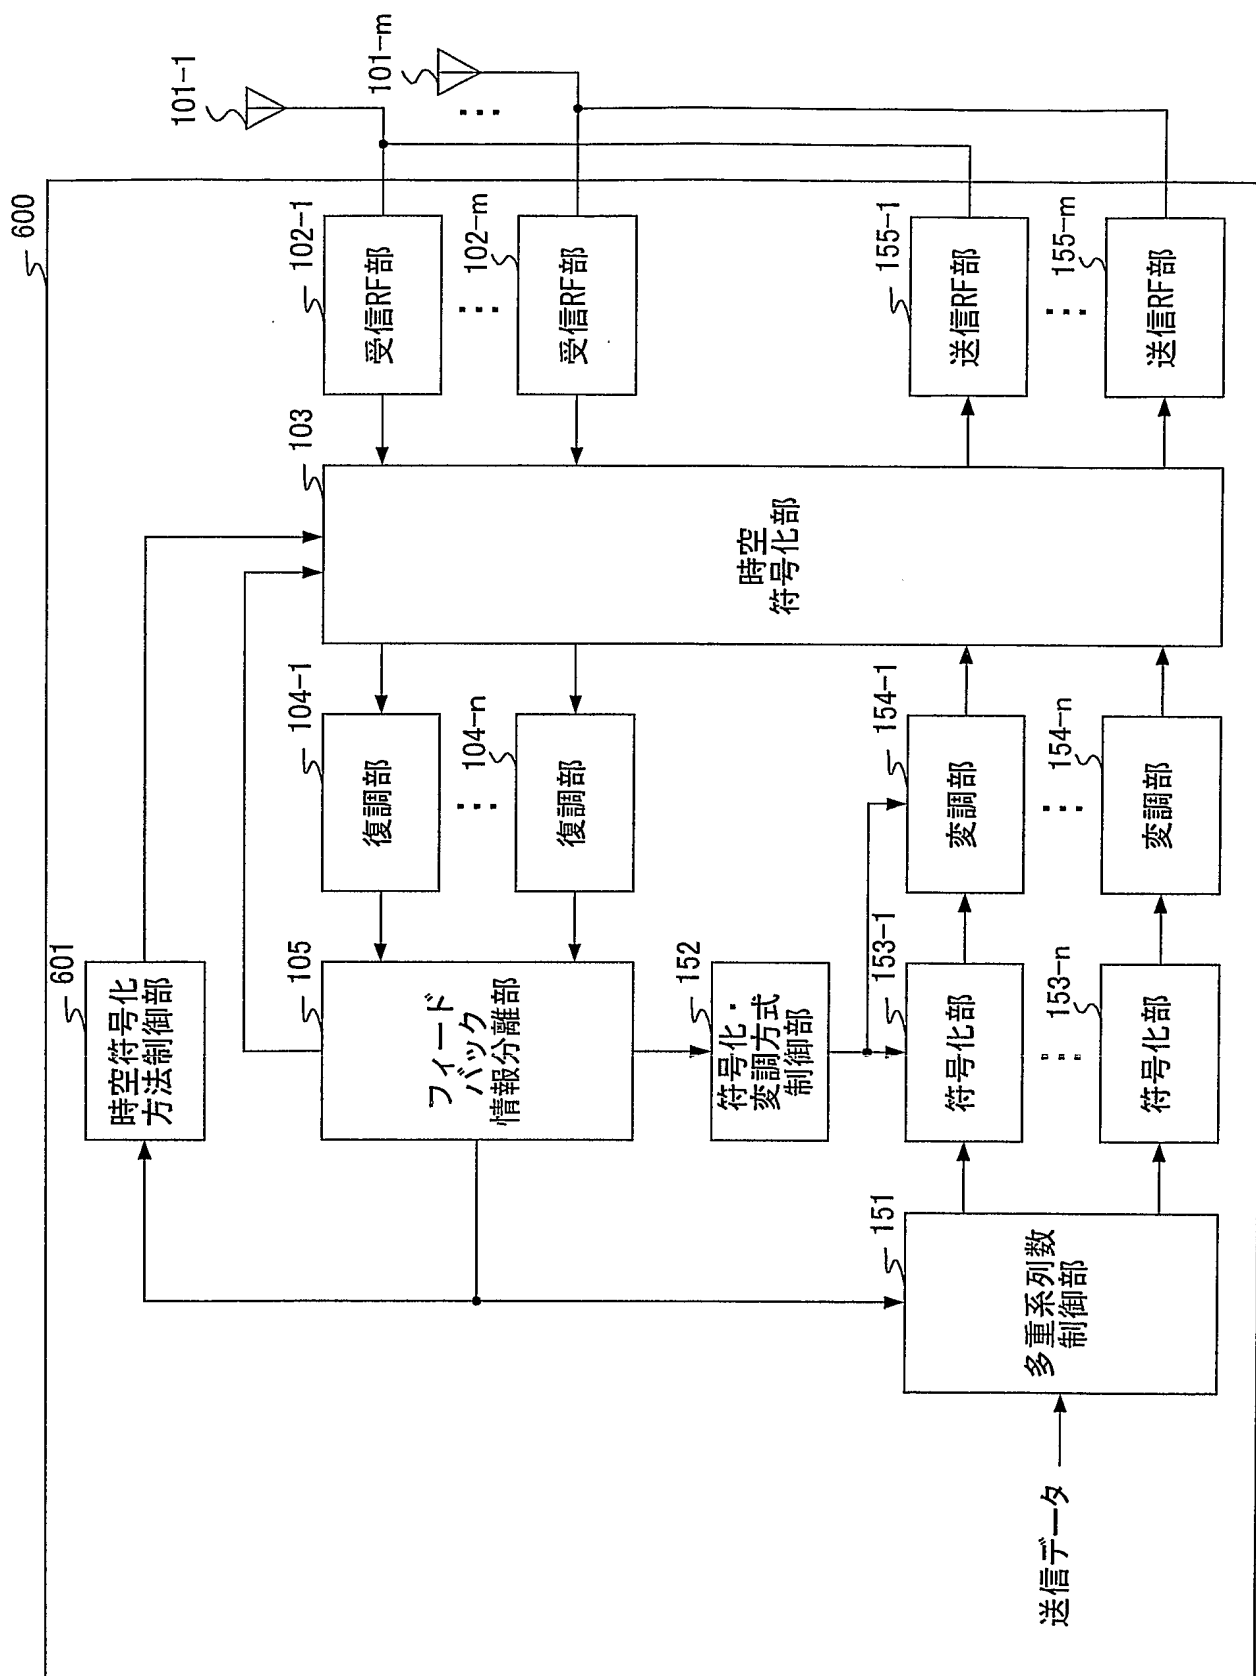 600
101-1
101-m
601
時空符号化
方法制御部
105
フィード
バック
情報分離部
104-1
復調部
104-n
復調部
103
時空
符号化部
102-1
受信RF部
102-m
受信RF部
152
符号化・
変調方式
制御部
送信データ
151
多重系列数
制御部
153-1
符号化部
153-n
符号化部
154-1
変調部
154-n
変調部
155-1
送信RF部
155-m
送信RF部